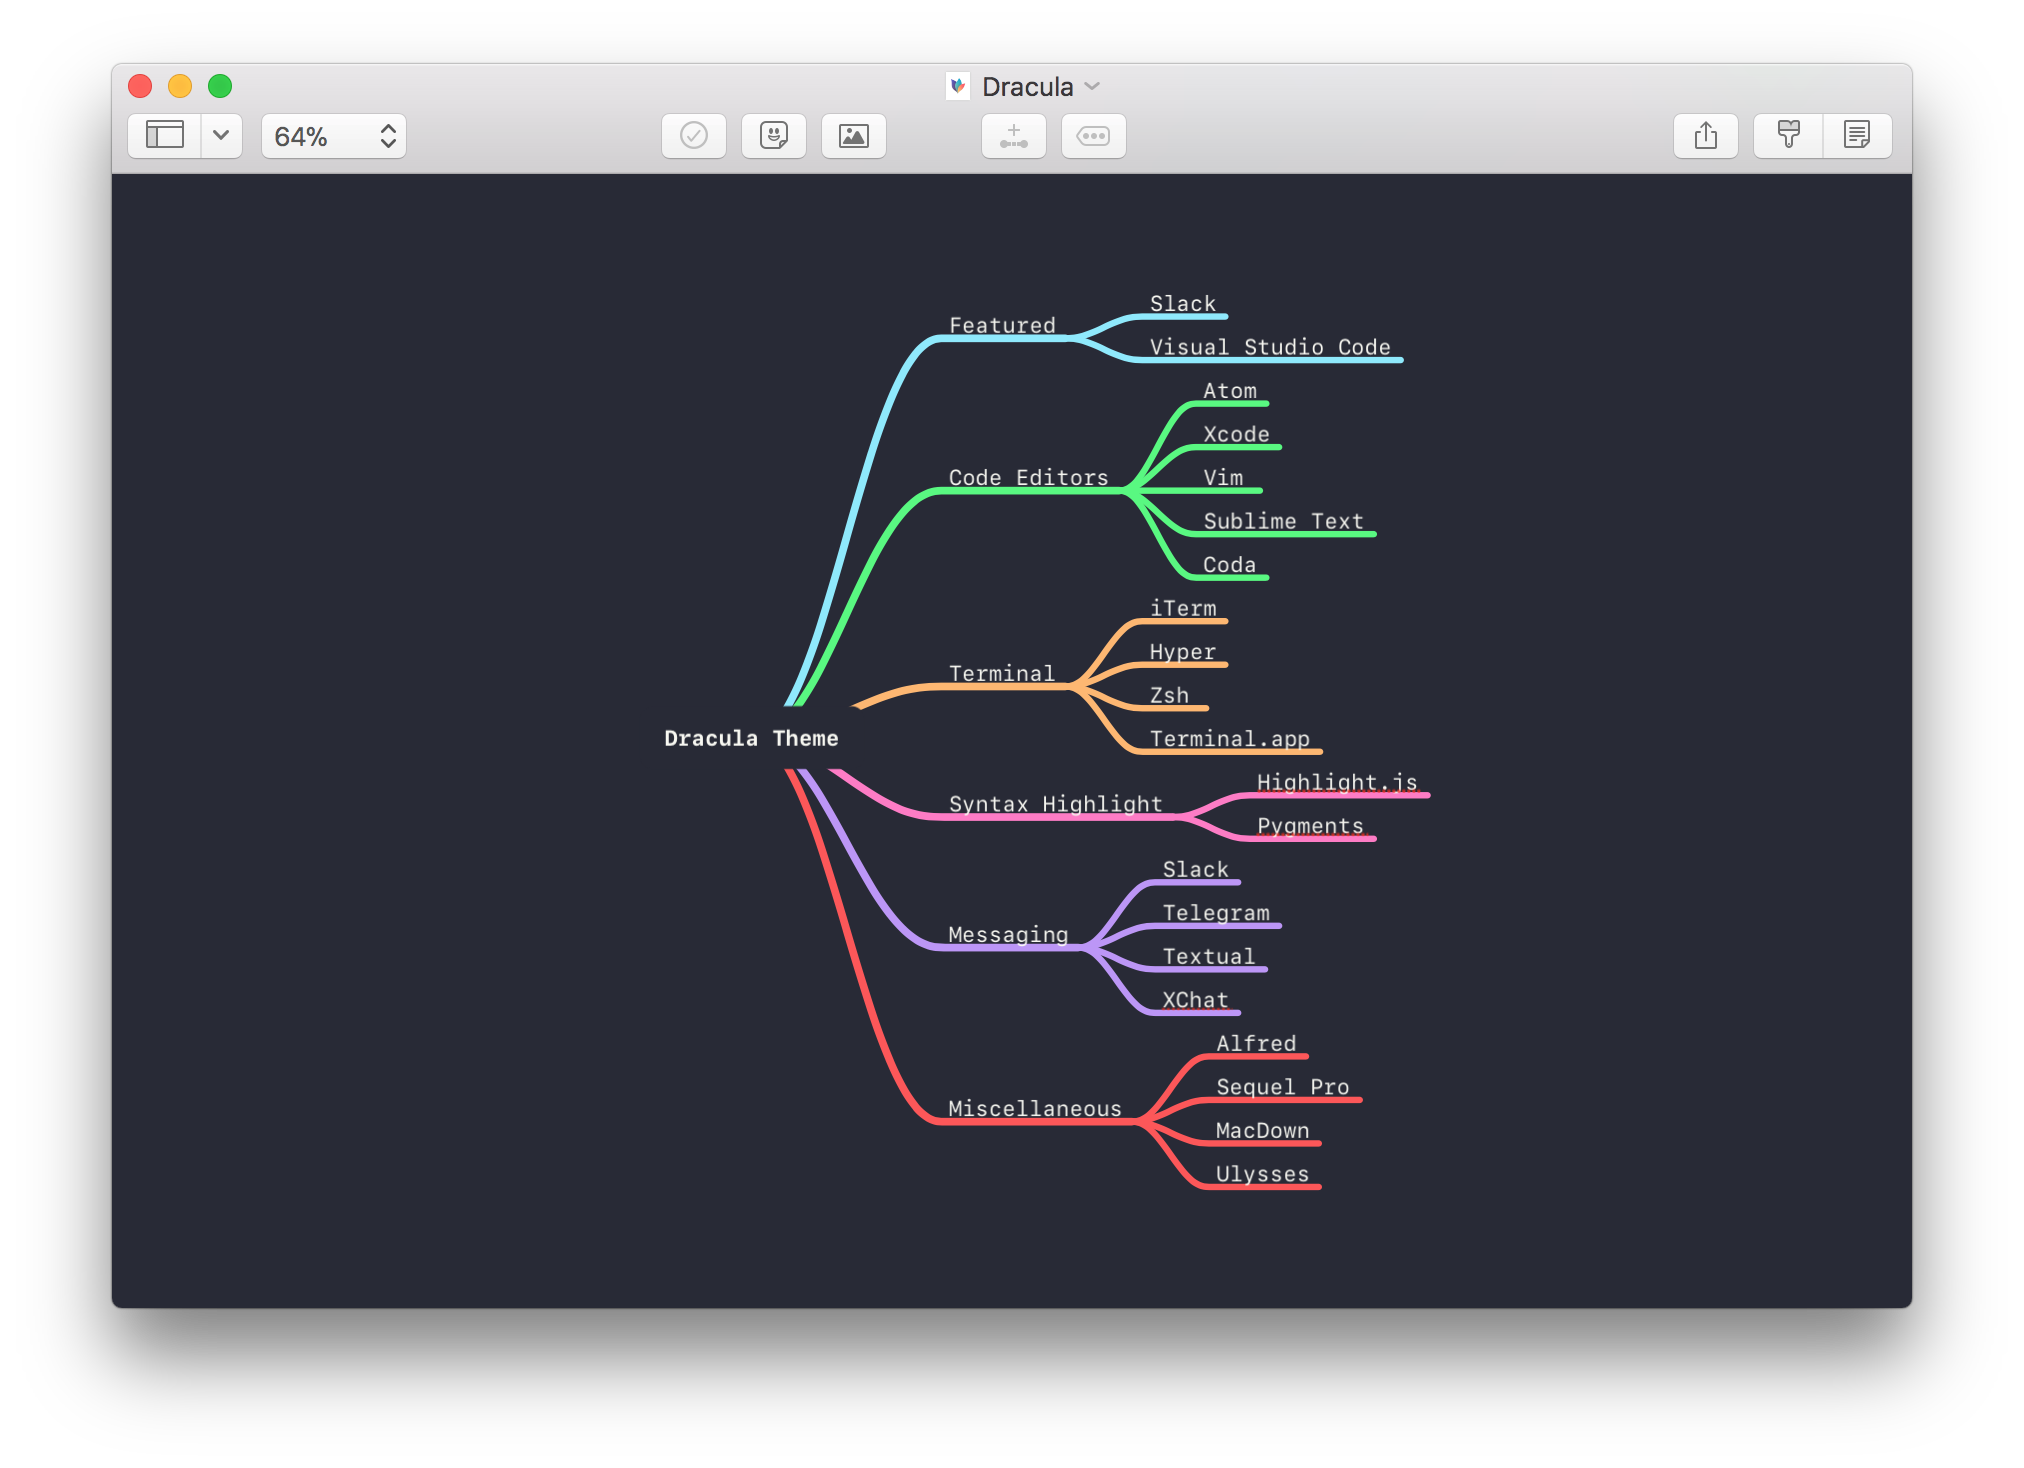 Dracula
64%
Featured
Slack
Visual Studio Code
Code Editors
Atom
Xcode
Vim
Sublime Text
Coda
Terminal
iTerm
Hyper
Zsh
Terminal.app
Dracula Theme
Syntax Highlight
Highlight.js
Pygments
Messaging
Slack
Telegram
Textual
XChat
Miscellaneous
Alfred
Sequel Pro
MacDown
Ulysses